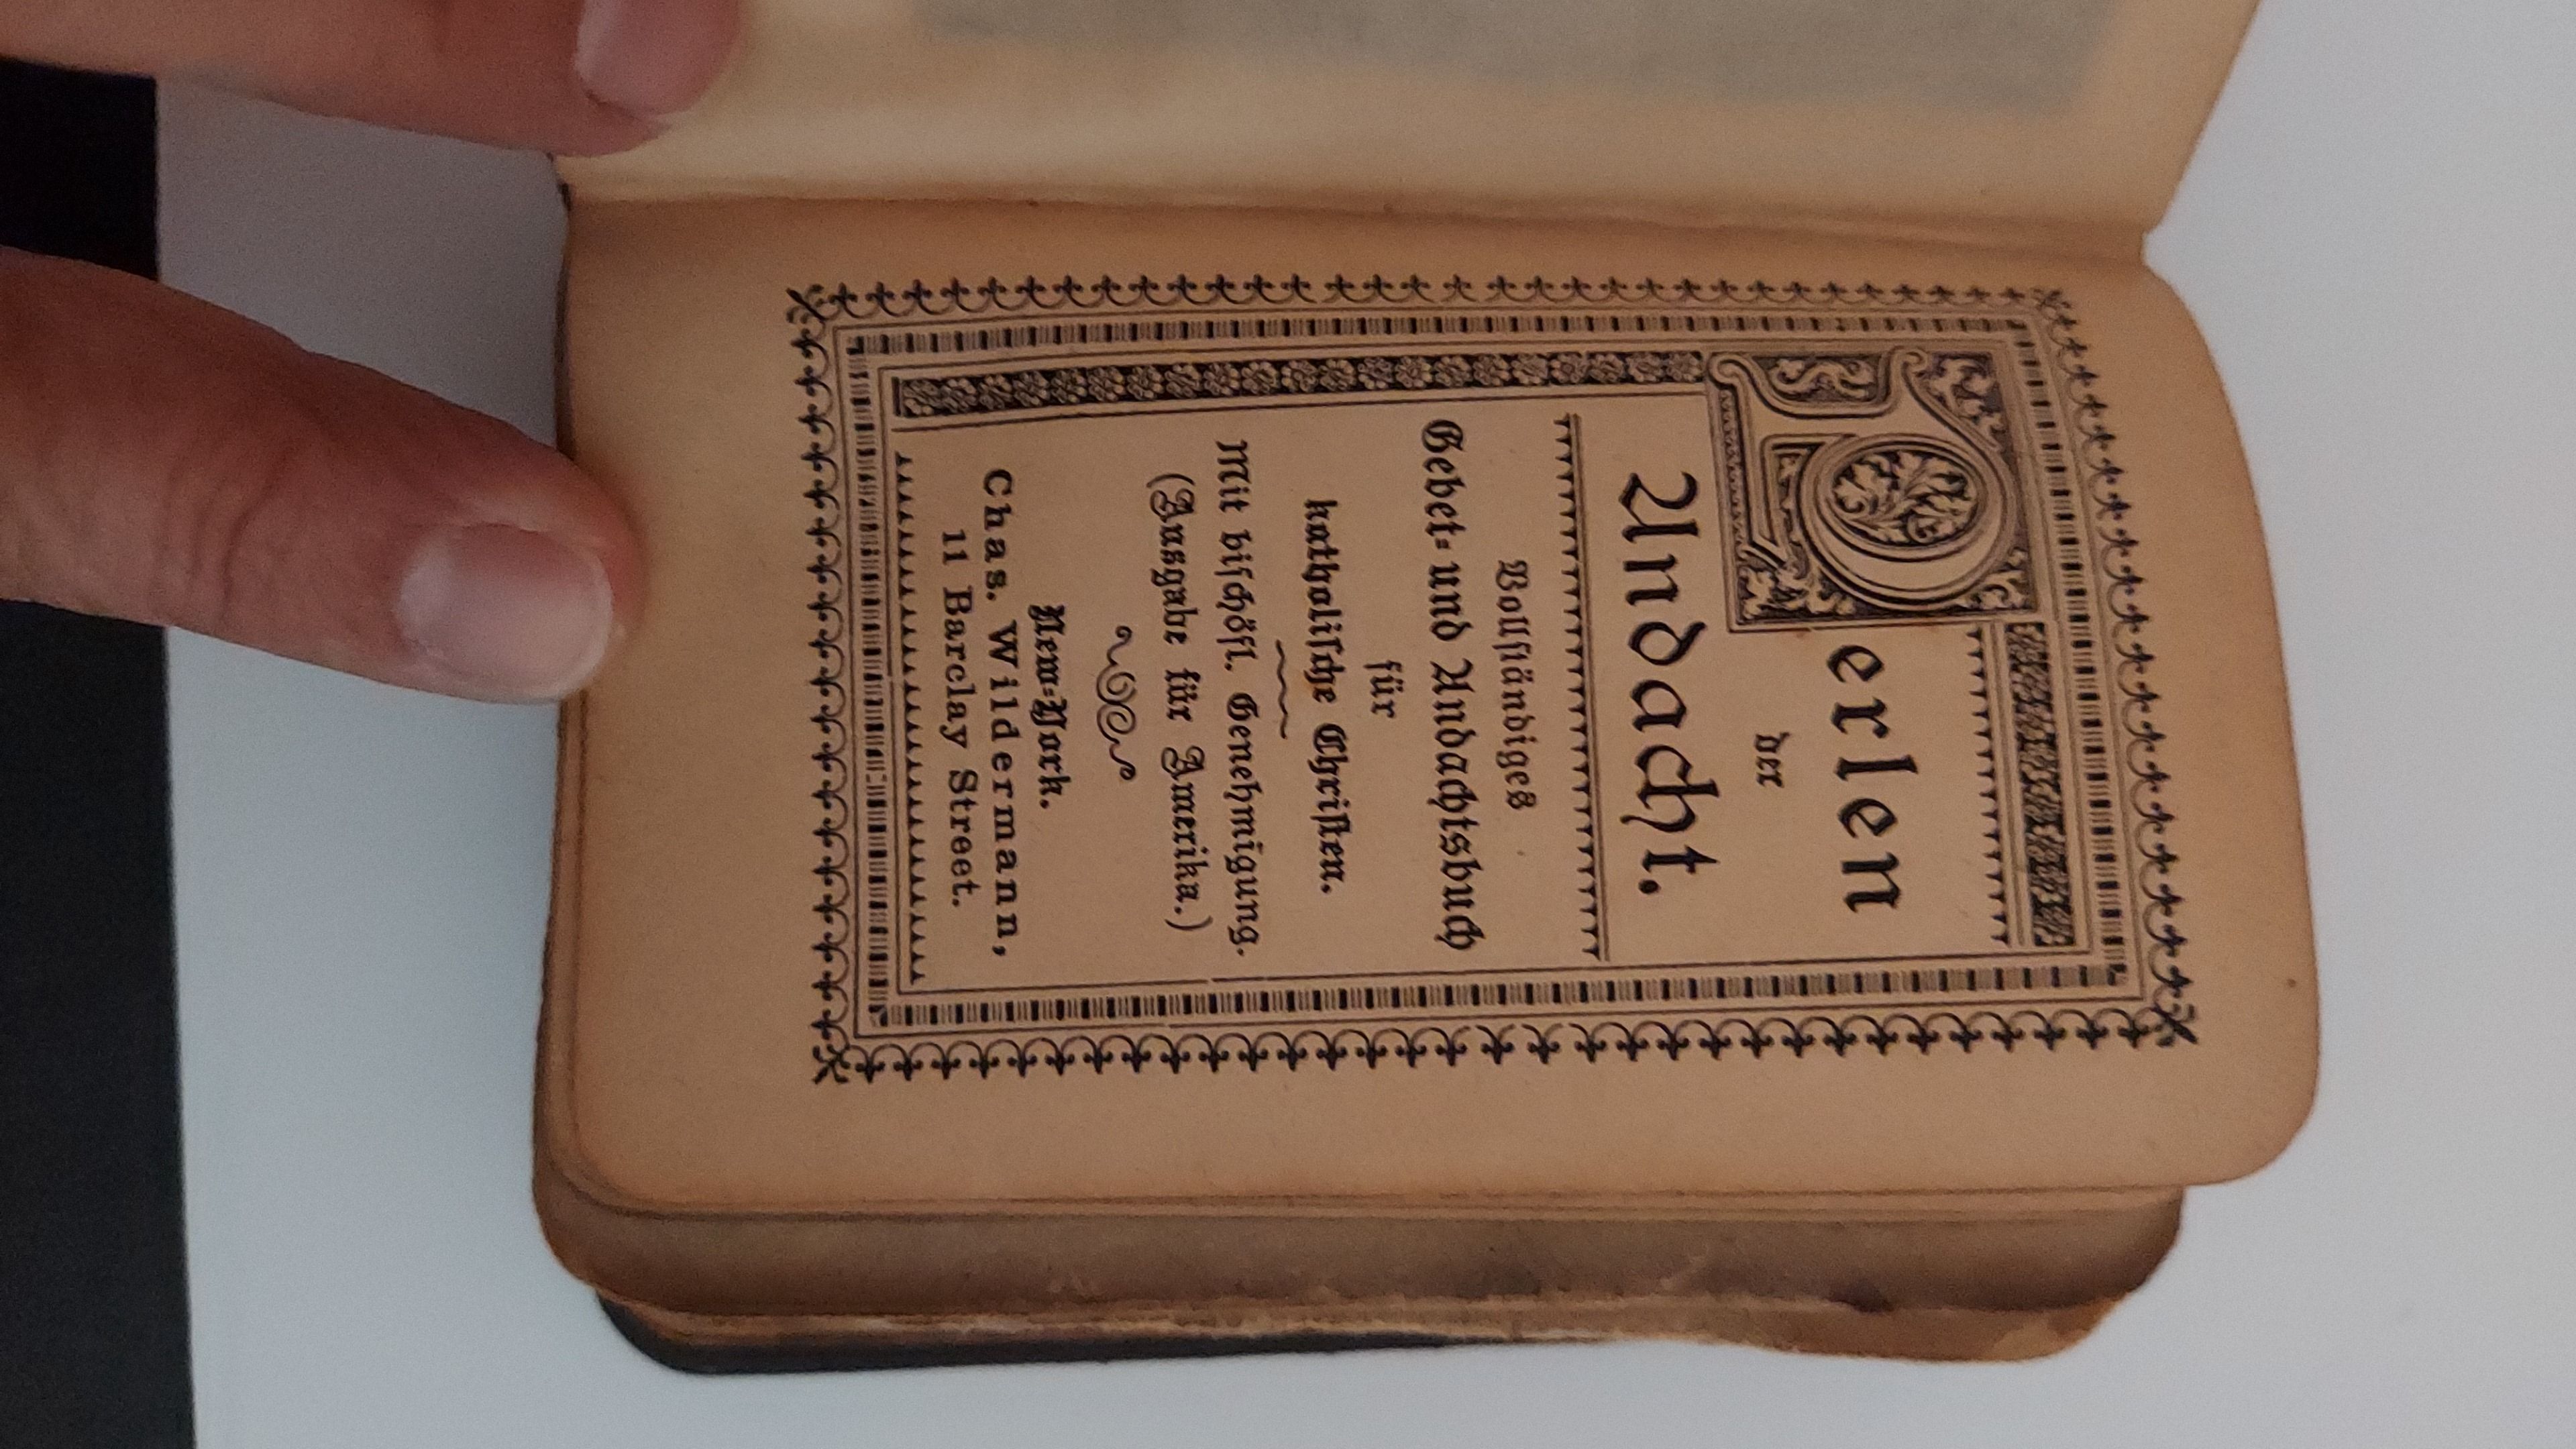 Perlen
der
Andacht.
Vollständiges
Gebet= und Andachtsbuch
für
katholische Christen.
Mit bischöfl. Genehmigung.
(Ausgabe für Amerika.)
New=York.
Chas. Wildermann,
11 Barclay Street.